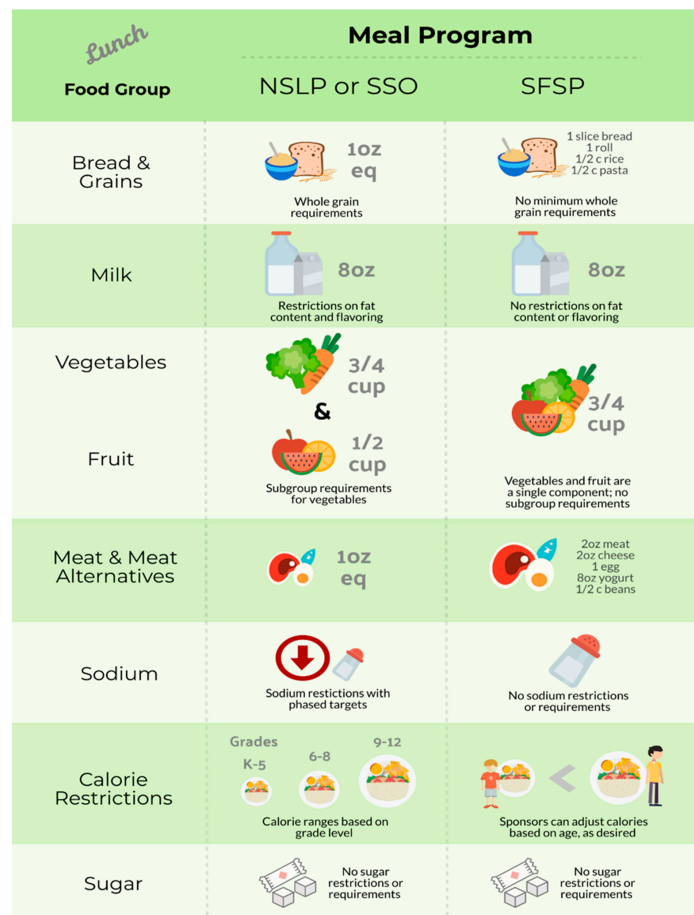 Lunch
Meal Program
Food Group
NSLP or SSO
SFSP
Bread &
Grains
1oz
eq
Whole grain
requirements
1 slice bread
1 roll
1/2 c rice
1/2 c pasta
No minimum whole
grain requirements
Milk
8oz
Restrictions on fat
content and flavoring
8oz
No restrictions on fat
content or flavoring
Vegetables
3/4
cup
&
Fruit
1/2
cup
Subgroup requirements
for vegetables
3/4
cup
Vegetables and fruit are
a single component; no
subgroup requirements
Meat & Meat
Alternatives
1oz
eq
2oz meat
2oz cheese
1 egg
8oz yogurt
1/2 c beans
Sodium
Sodium restictions with
phased targets
No sodium restrictions
or requirements
Calorie
Restrictions
Grades
K-5
6-8
9-12
Calorie ranges based on
grade level
<
Sponsors can adjust calories
based on age, as desired
Sugar
No sugar
restrictions or
requirements
No sugar
restrictions or
requirements